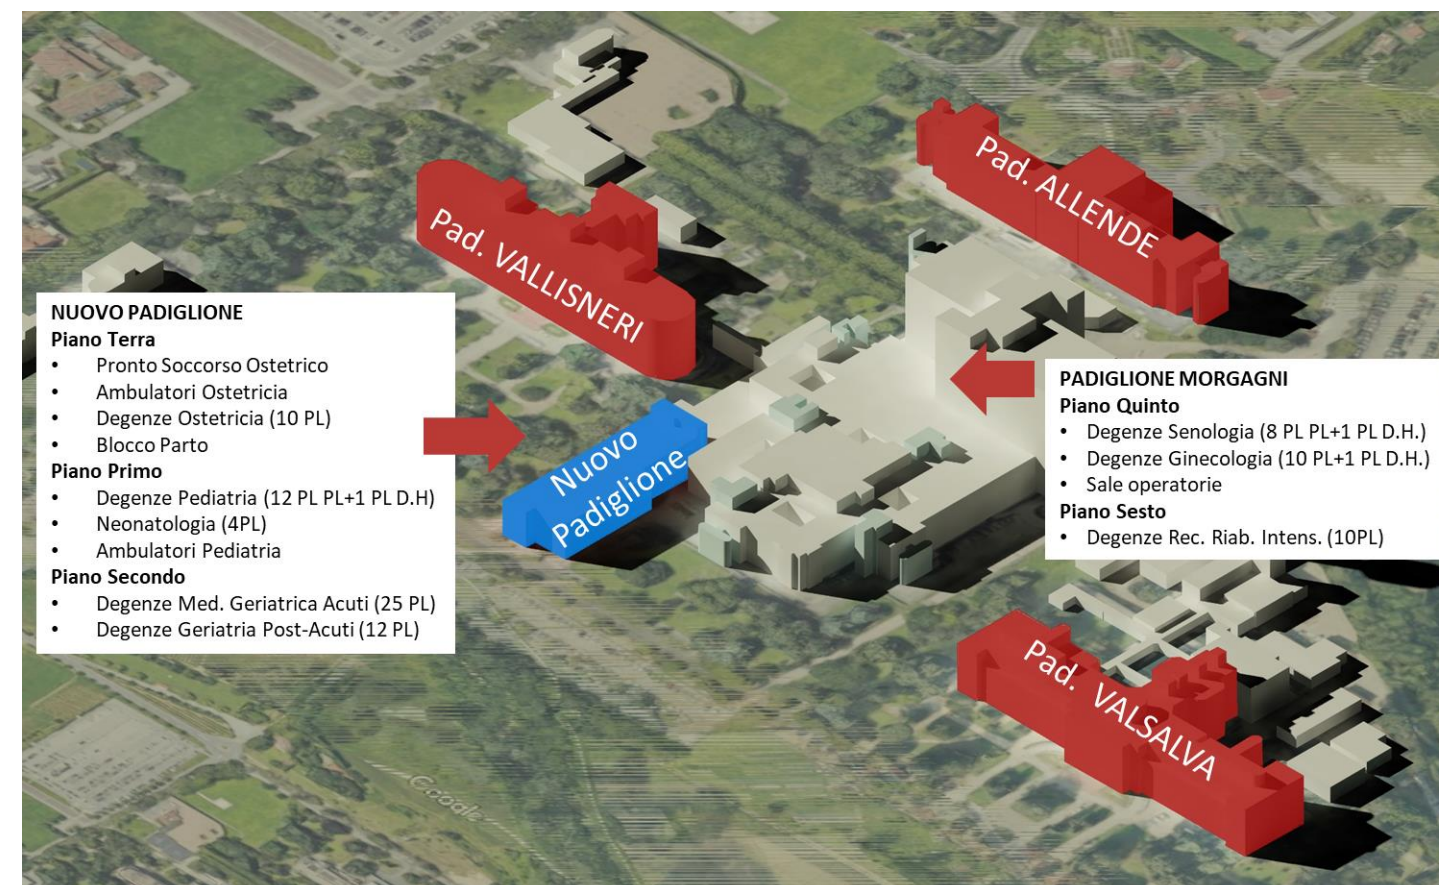 Pad. ALLENDE
Pad. VALLISNERI
NUOVO PADIGLIONE
Piano Terra
• Pronto Soccorso Ostetrico
• Ambulatori Ostetricia
• Degenze Ostetricia (10 PL)
• Blocco Parto
Piano Primo
• Degenze Pediatria (12 PL PL+1 PL D.H)
• Neonatologia (4PL)
• Ambulatori Pediatria
Piano Secondo
• Degenze Med. Geriatrica Acuti (25 PL)
• Degenze Geriatria Post-Acuti (12 PL)
Nuovo
Padiglione
PADIGLIONE MORGAGNI
Piano Quinto
• Degenze Senologia (8 PL PL+1 PL D.H.)
• Degenze Ginecologia (10 PL+1 PL D.H.)
• Sale operatorie
Piano Sesto
• Degenze Rec. Riab. Intens. (10PL)
Pad. VALSALVA
Google